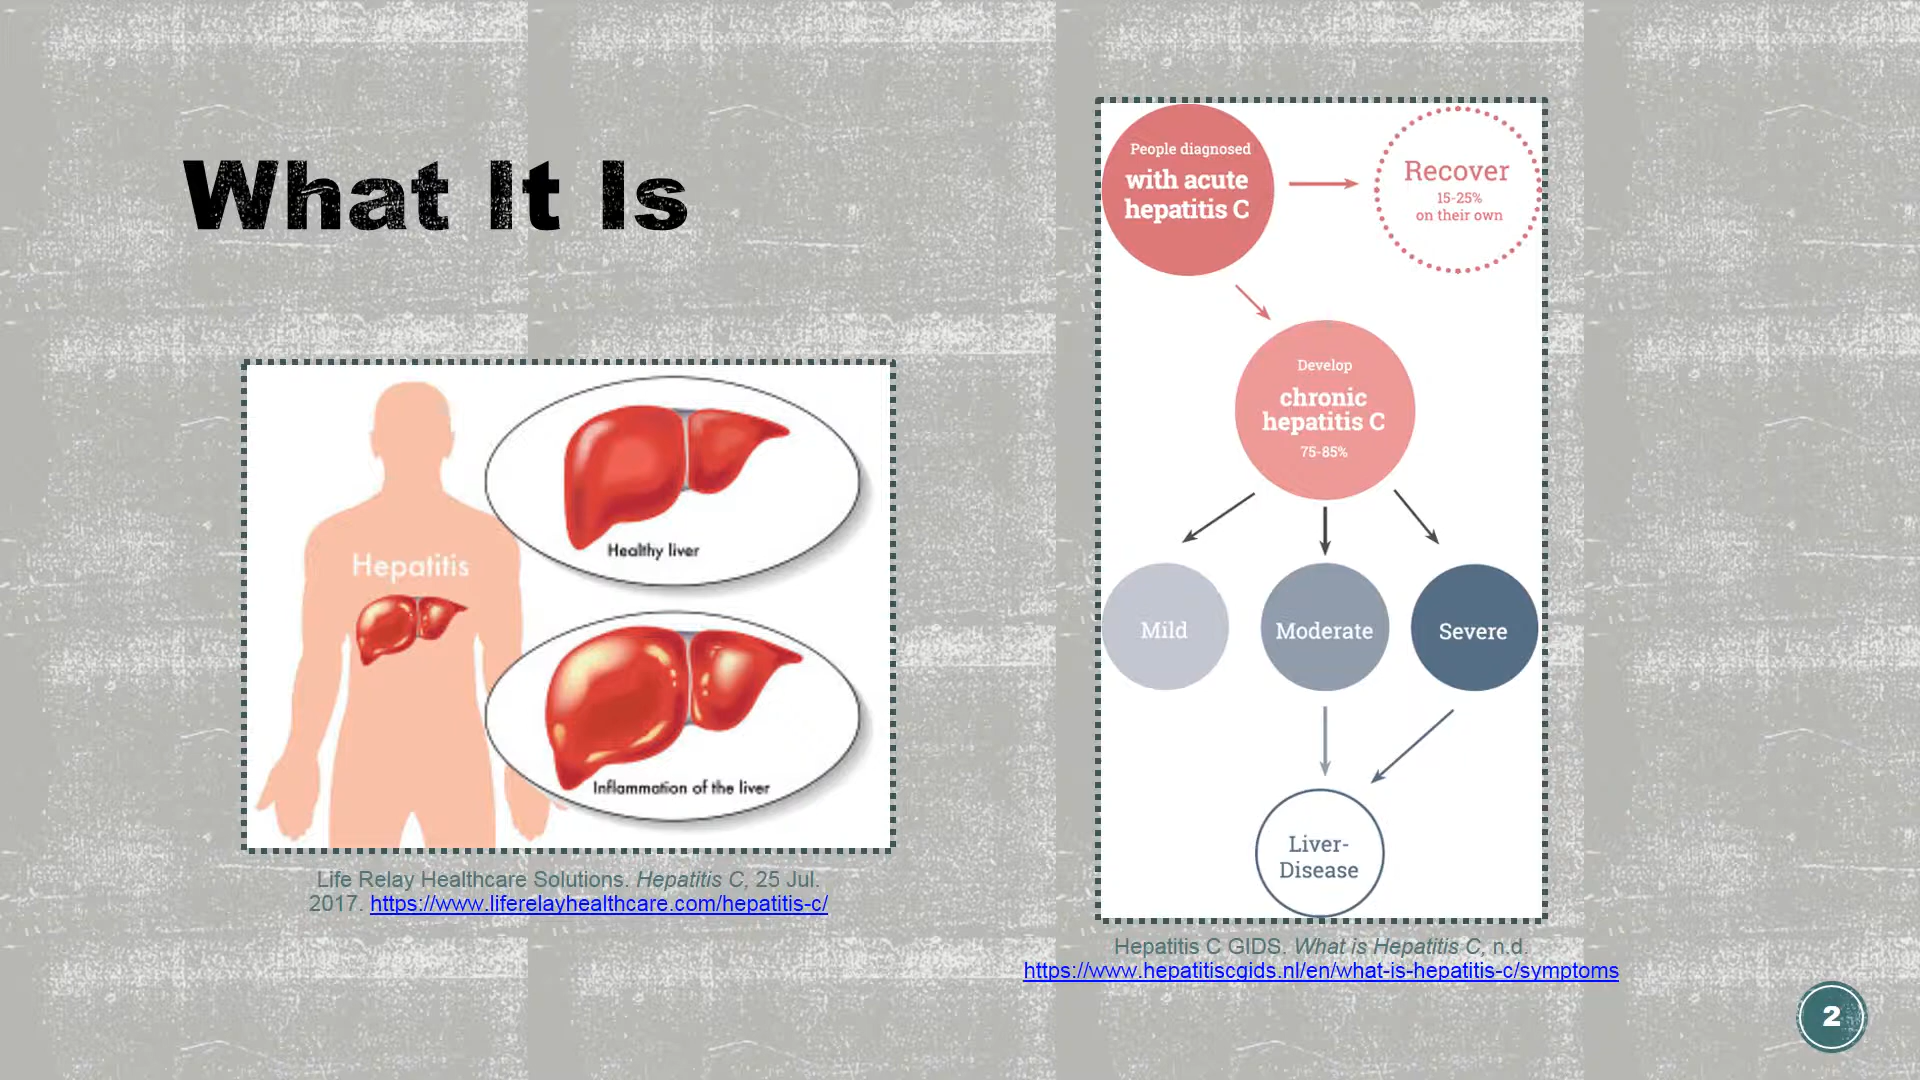 What It Is
Hepatitis
Healthy liver
Inflammation of the liver
Life Relay Healthcare Solutions. Hepatitis C, 25 Jul.
2017. https://www.liferelayhealthcare.com/hepatitis-c/
People diagnosed
with acute
hepatitis C
Recover
15-25%
on their own
Develop
chronic
hepatitis C
75-85%
Mild
Moderate
Severe
Liver-
Disease
Hepatitis C GIDS. What is Hepatitis C, n.d.
https://www.hepatitiscgids.nl/en/what-is-hepatitis-c/symptoms
2